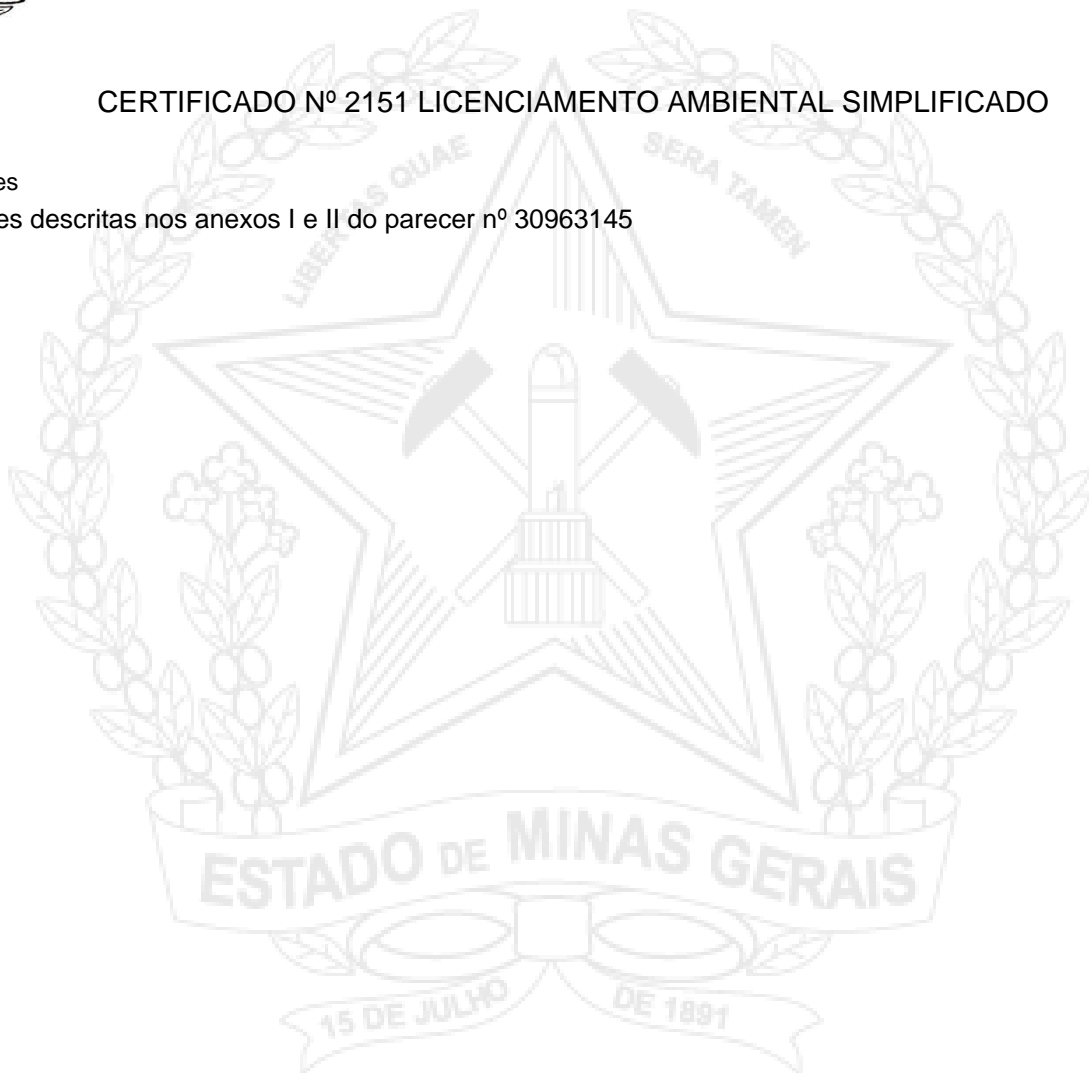 CERTIFICADO Nº 2151 LICENCIAMENTO AMBIENTAL SIMPLIFICADO
es
es descritas nos anexos I e II do parecer nº 30963145
LIBERTAS QUAE SERA TAMEN
ESTADO DE MINAS GERAIS
15 DE JULHO DE 1891